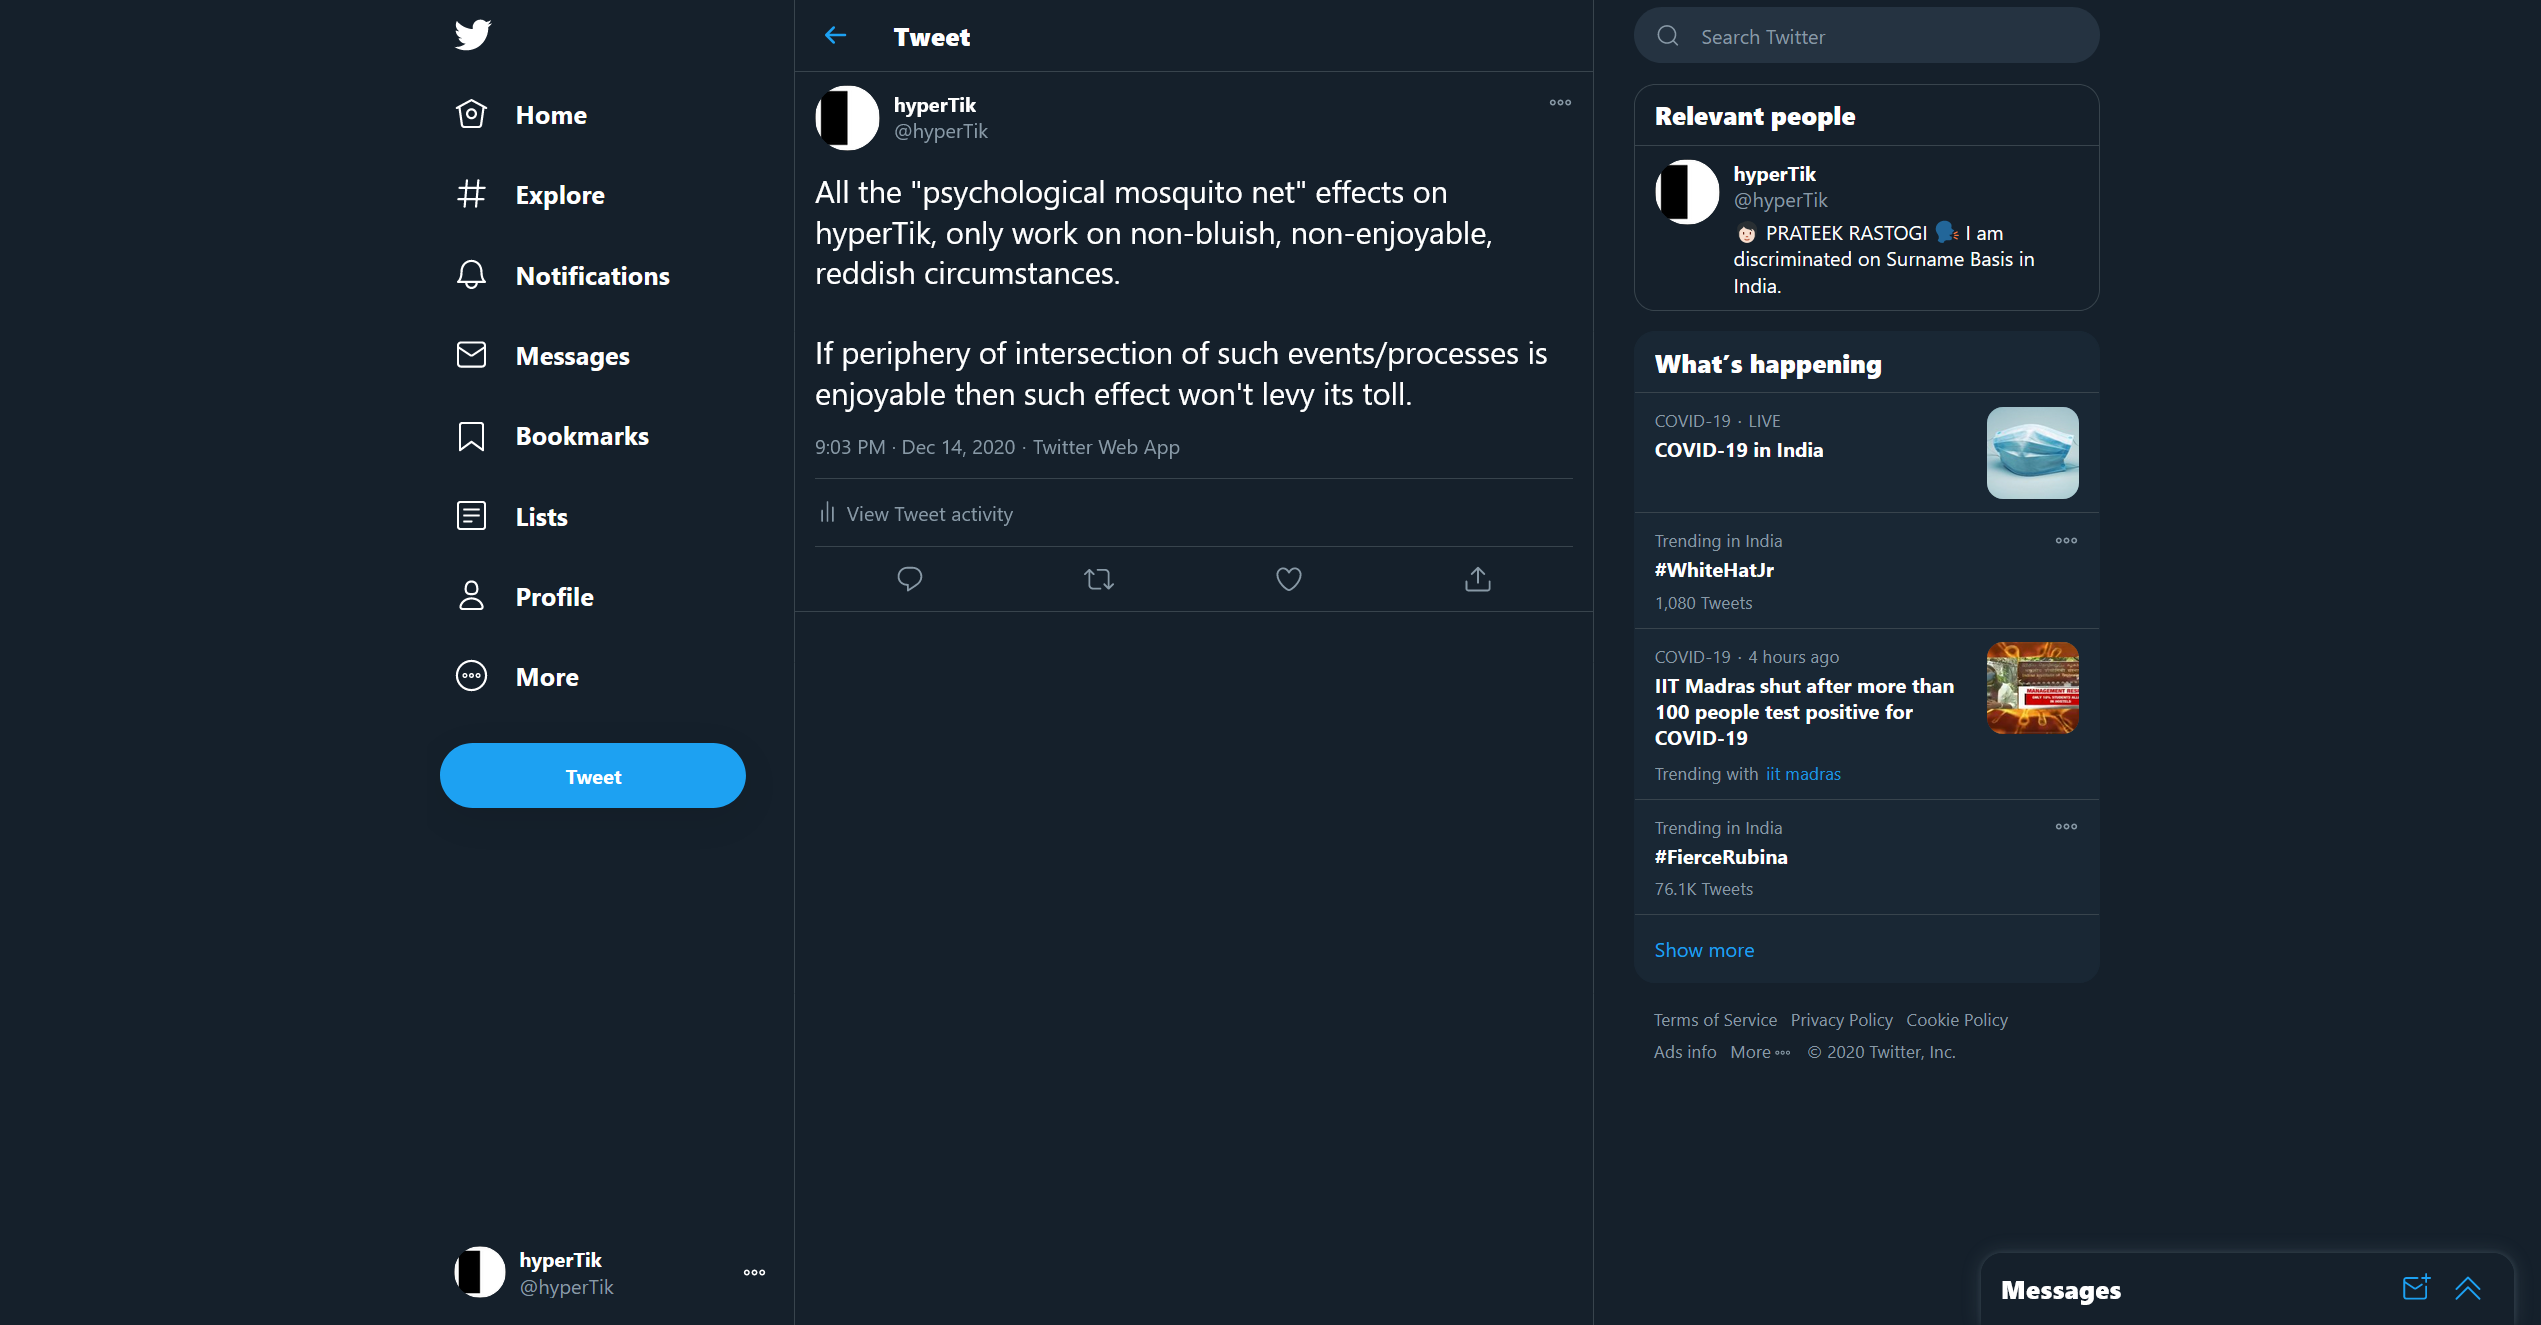 Home
Explore
Notifications
Messages
Bookmarks
Lists
Profile
More
Tweet
hyperTik
@hyperTik
Tweet
hyperTik
@hyperTik
All the "psychological mosquito net" effects on
hyperTik, only work on non-bluish, non-enjoyable,
reddish circumstances.
If periphery of intersection of such events/processes is
enjoyable then such effect won't levy its toll.
9:03 PM · Dec 14, 2020 · Twitter Web App
View Tweet activity
Search Twitter
Relevant people
hyperTik
@hyperTik
PRATEEK RASTOGI I am
discriminated on Surname Basis in
India.
What's happening
COVID-19 · LIVE
COVID-19 in India
Trending in India
#WhiteHatJr
1,080 Tweets
COVID-19 · 4 hours ago
IIT Madras shut after more than
100 people test positive for
COVID-19
MANAGEMENT RES
Trending with iit madras
Trending in India
#FierceRubina
76.1K Tweets
Show more
Terms of Service Privacy Policy Cookie Policy
Ads info More © 2020 Twitter, Inc.
Messages